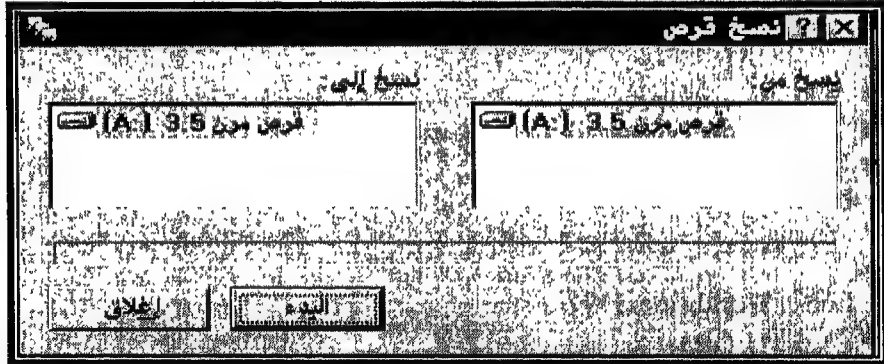 نسخ قرص
نسخ من
نسخ إلى
قرص مرن 3.5 (A:)
قرص مرن 3.5 (A:)
البدء
إغلاق